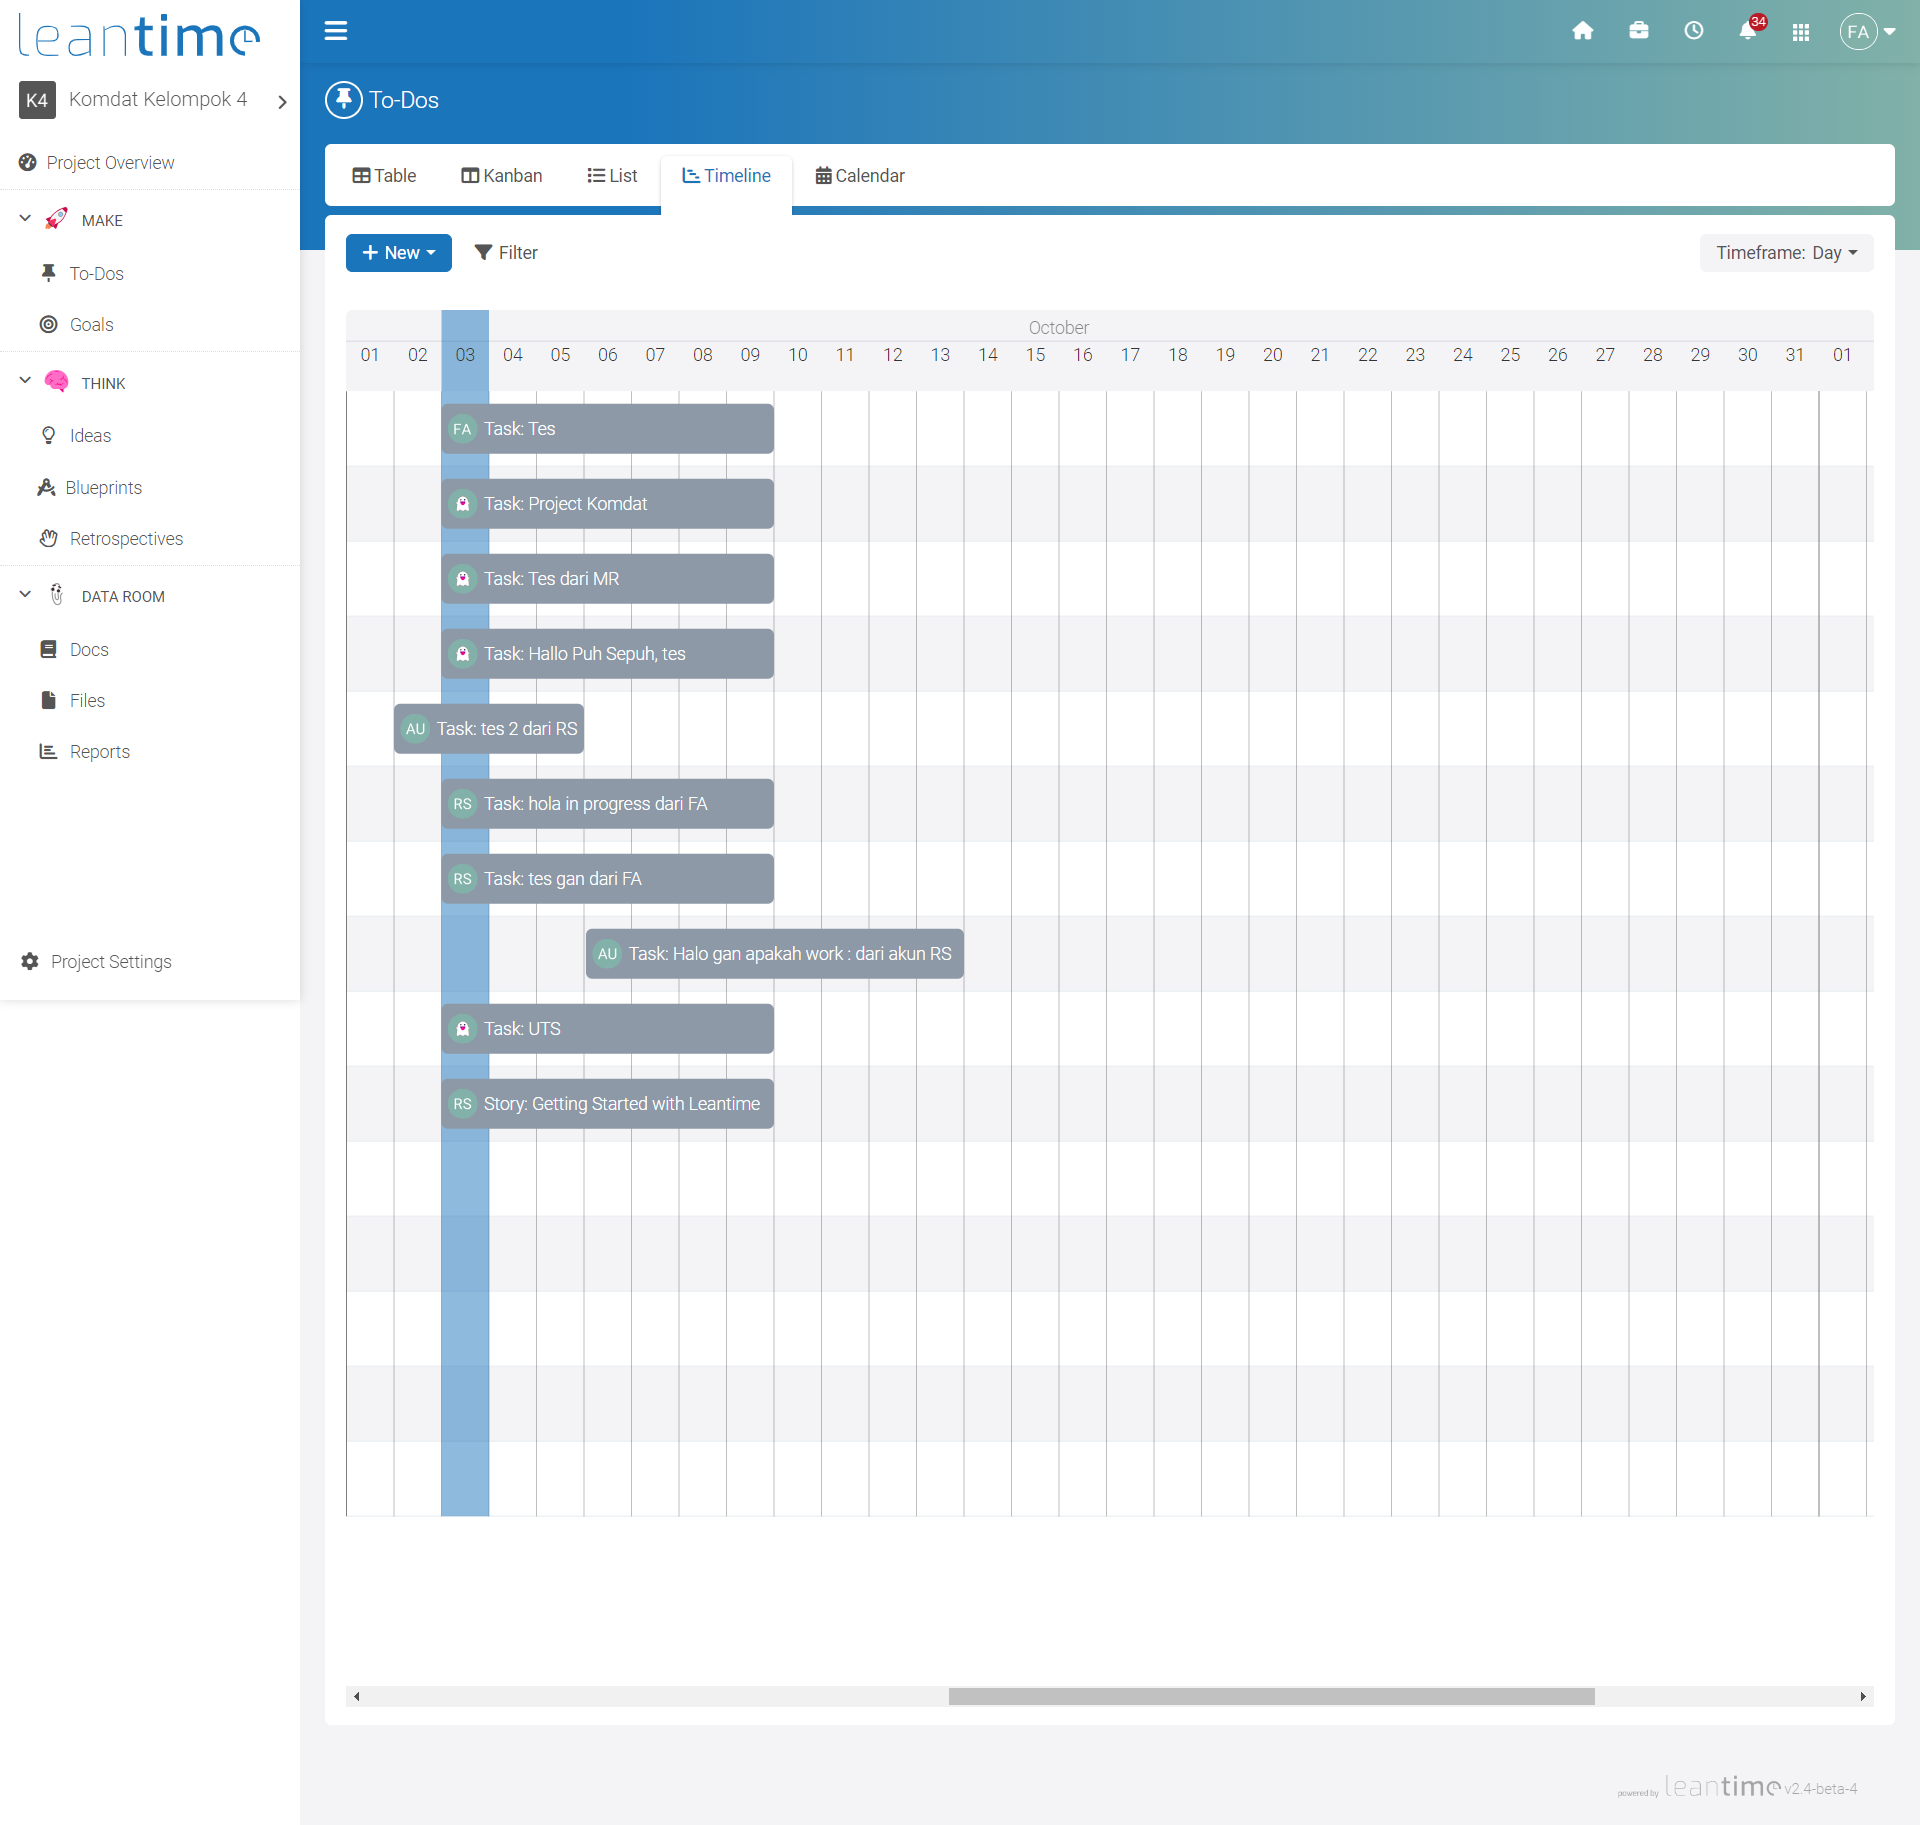 leantime
K4 Komdat Kelompok 4
Project Overview
MAKE
To-Dos
Goals
THINK
Ideas
Blueprints
Retrospectives
DATA ROOM
Docs
Files
Reports
Project Settings
34
FA
To-Dos
Table Kanban List Timeline Calendar
+ New Filter Timeframe: Day
October
01 02 03 04 05 06 07 08 09 10 11 12 13 14 15 16 17 18 19 20 21 22 23 24 25 26 27 28 29 30 31 01
FA Task: Tes
Task: Project Komdat
Task: Tes dari MR
Task: Hallo Puh Sepuh, tes
AU Task: tes 2 dari RS
RS Task: hola in progress dari FA
RS Task: tes gan dari FA
AU Task: Halo gan apakah work : dari akun RS
Task: UTS
RS Story: Getting Started with Leantime
powered by leantime v2.4-beta-4